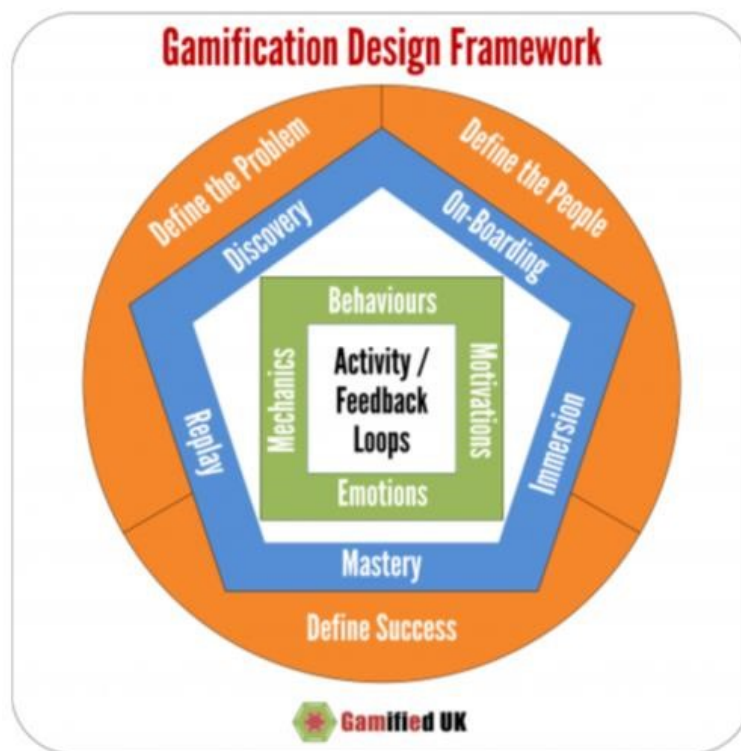 Gamification Design Framework
Define the Problem
Define the People
Discovery
On-Boarding
Behaviours
Mechanics
Activity /
Feedback
Loops
Motivations
Replay
Immersion
Emotions
Mastery
Define Success
Gamified UK